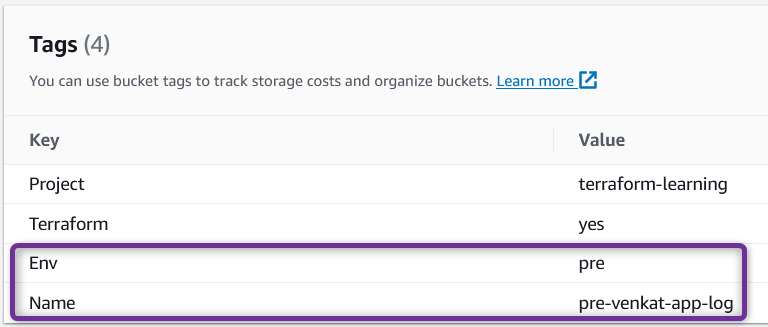 Tags (4)
You can use bucket tags to track storage costs and organize buckets. Learn more
Key Value
Project terraform-learning
Terraform yes
Env pre
Name pre-venkat-app-log